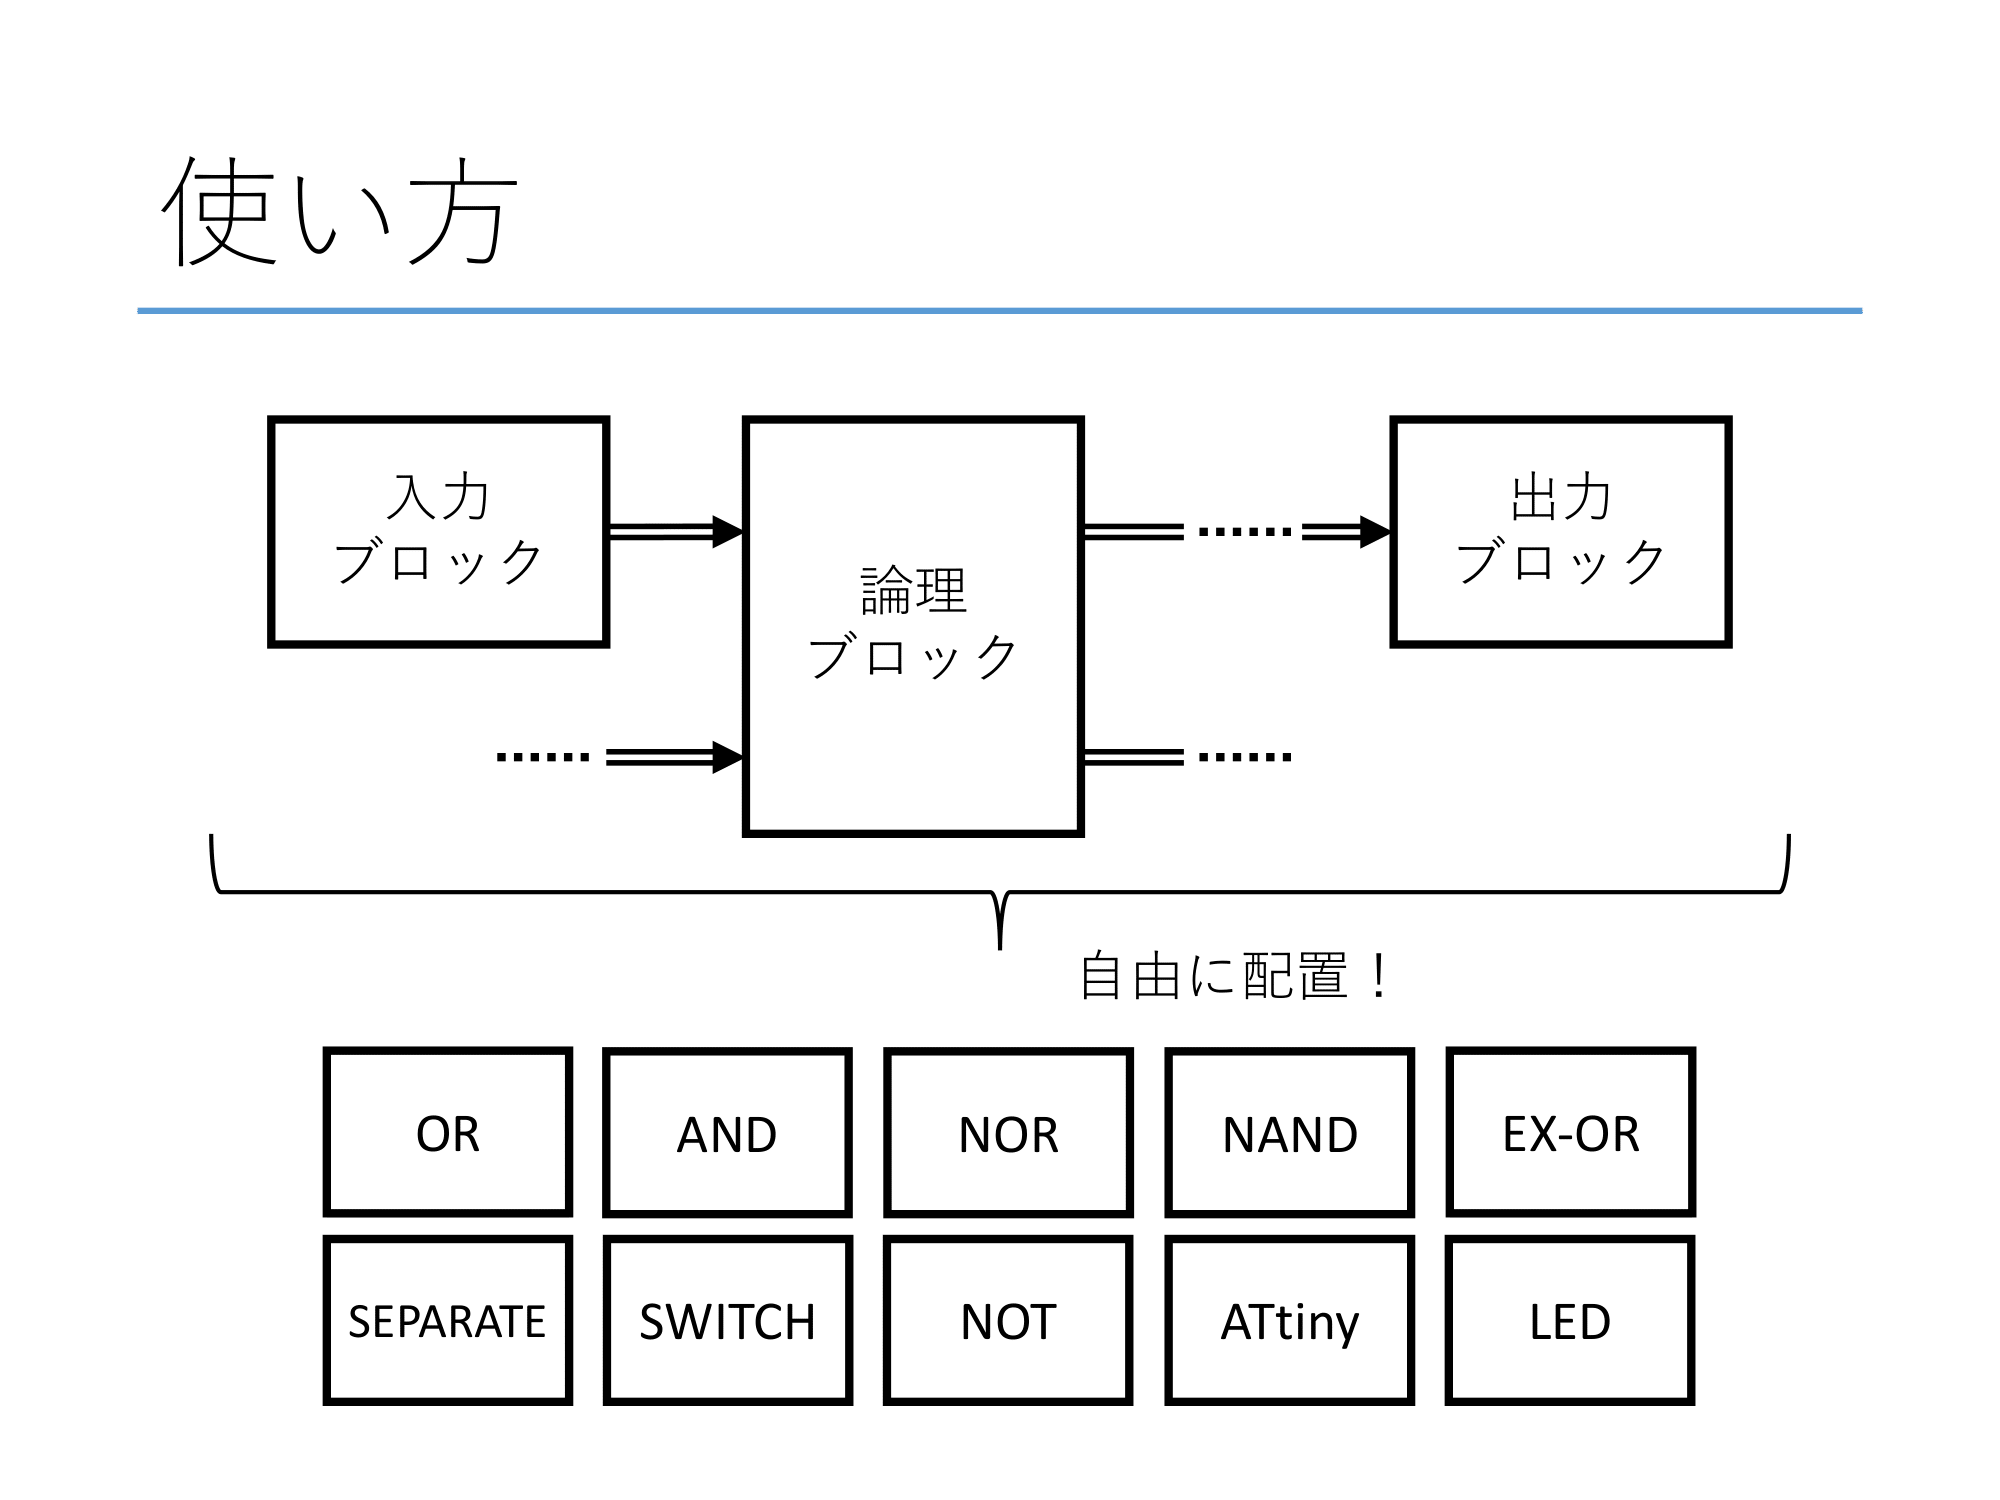 使い方
入力
ブロック
論理
ブロック
出力
ブロック
自由に配置！
OR
AND
NOR
NAND
EX-OR
SEPARATE
SWITCH
NOT
ATtiny
LED